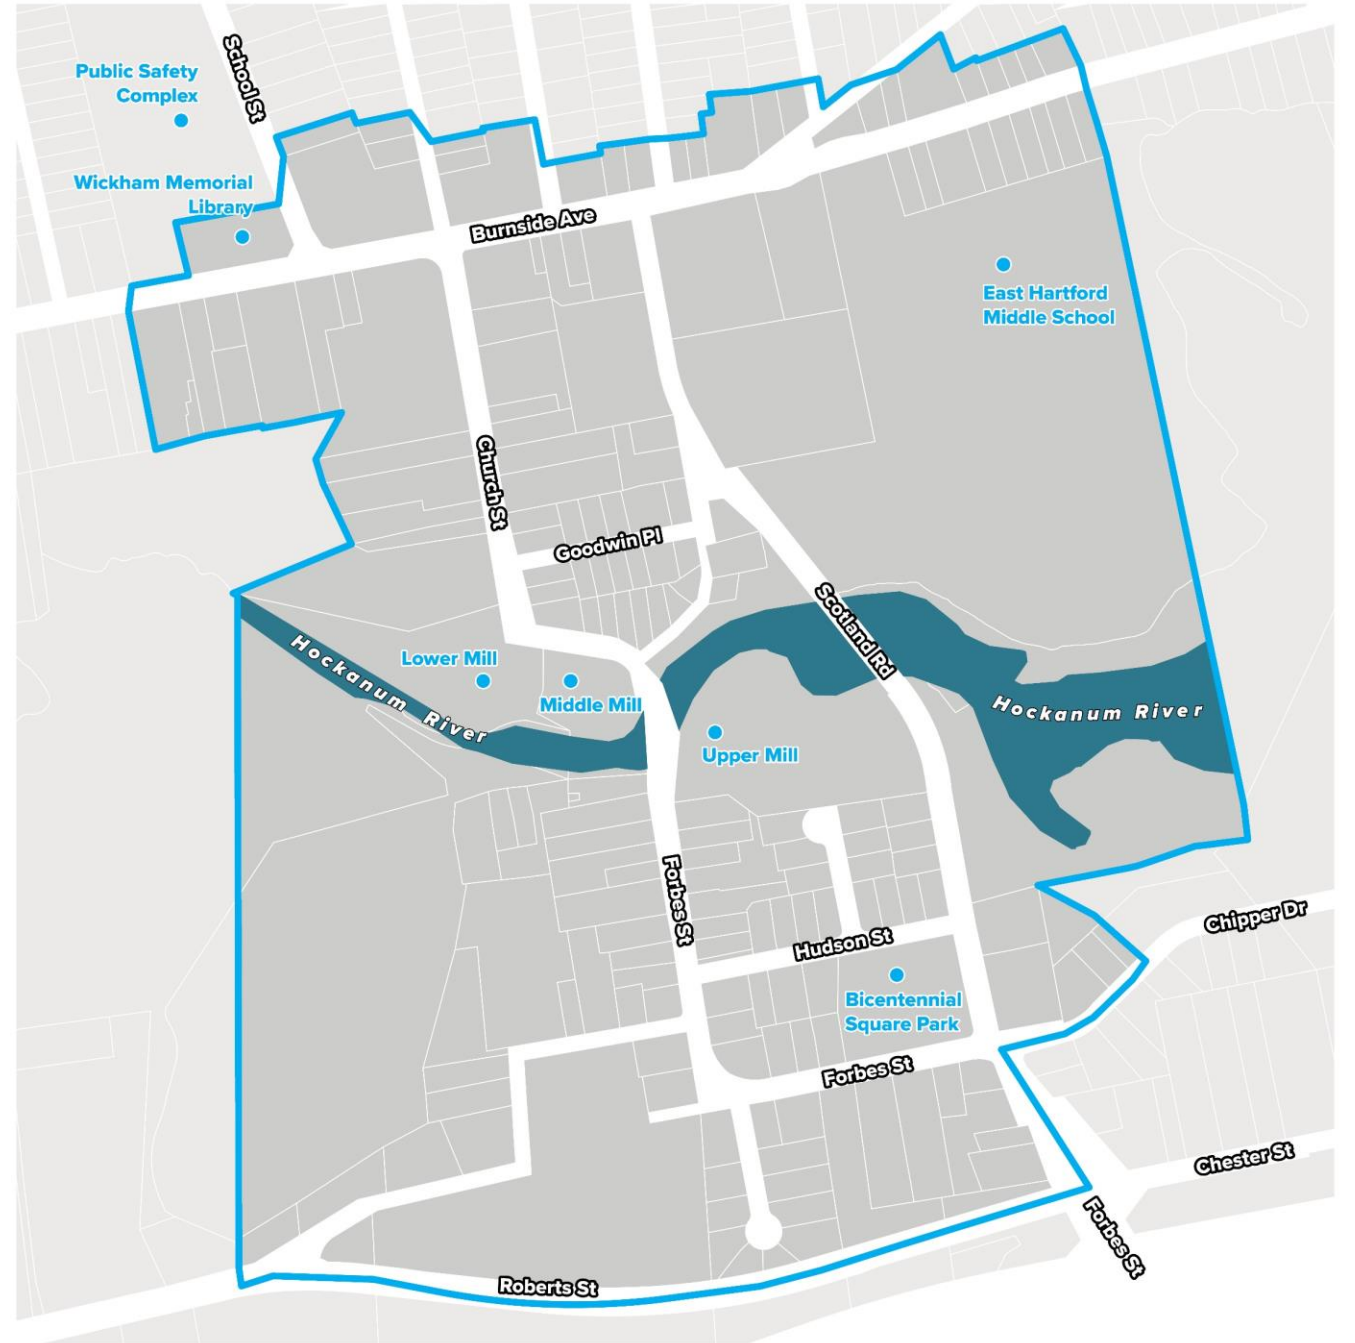 School St
Public Safety
Complex
Wickham Memorial
Library
Burnside Ave
East Hartford
Middle School
Church St
Goodwin Pl
Scotland Rd
Hockanum River
Lower Mill
Middle Mill
Upper Mill
Hockanum River
Forbes St
Chipper Dr
Hudson St
Bicentennial
Square Park
Forbes St
Chester St
Forbes St
Roberts St